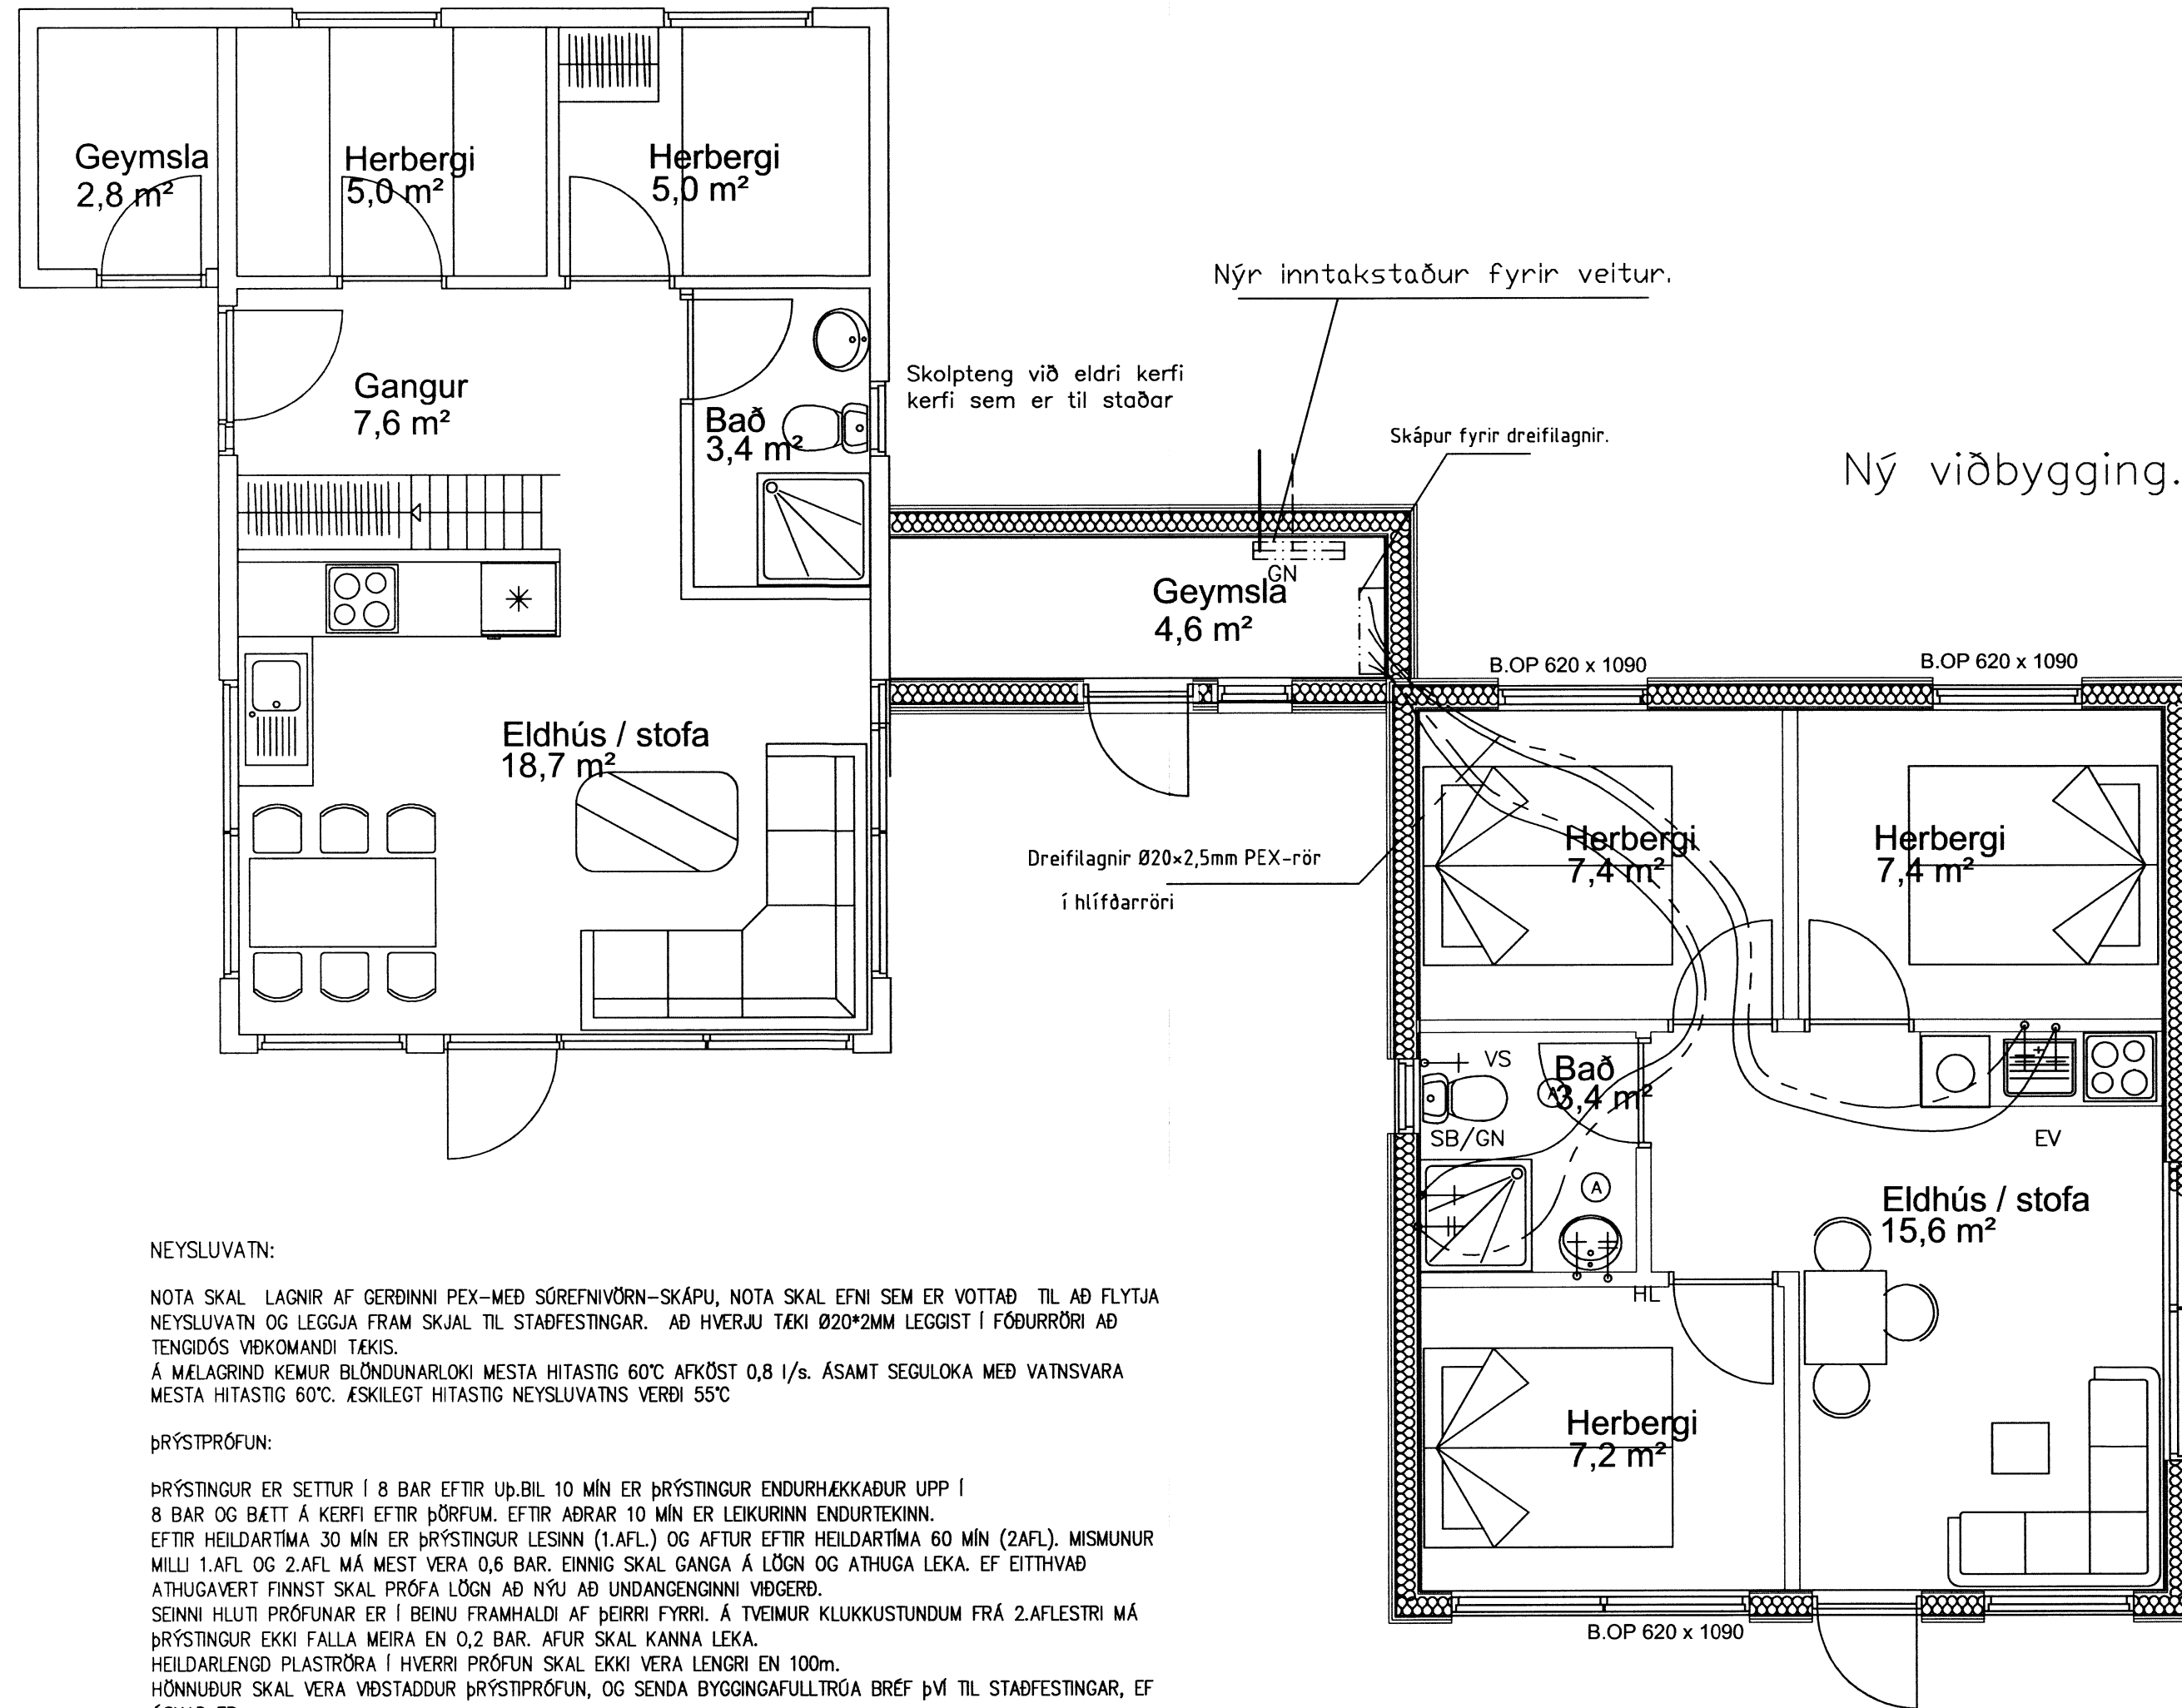 Geymsla
2,8 m²
Herbergi
5,0 m²
Herbergi
5,0 m²
Gangur
7,6 m²
Bað
3,4 m²
Eldhús / stofa
18,7 m²
Nýr inntakstaður fyrir veitur.
Skolpteng við eldri kerfi
kerfi sem er til staðar
Skápur fyrir dreifilagnir.
Ný viðbygging.
GN
Geymsla
4,6 m²
B.OP 620 x 1090
B.OP 620 x 1090
Dreifilagnir Ø20×2,5mm PEX-rör
í hlífðarröri
Herbergi
7,4 m²
Herbergi
7,4 m²
VS
Bað
3,4 m²
A
SB/GN
A
EV
Eldhús / stofa
15,6 m²
HL
Herbergi
7,2 m²
B.OP 620 x 1090
NEYSLUVATN:
NOTA SKAL LAGNIR AF GERÐINNI PEX-MEÐ SÚREFNIVÖRN-SKÁPU, NOTA SKAL EFNI SEM ER VOTTAÐ TIL AÐ FLYTJA
NEYSLUVATN OG LEGGJA FRAM SKJAL TIL STAÐFESTINGAR. AÐ HVERJU TÆKI Ø20*2MM LEGGIST Í FÓÐURRÖRI AÐ
TENGIDÓS VIÐKOMANDI TÆKIS.
Á MÆLAGRIND KEMUR BLÖNDUNARLOKI MESTA HITASTIG 60°C AFKÖST 0,8 l/s. ÁSAMT SEGULOKA MEÐ VATNSVARA
MESTA HITASTIG 60°C. ÆSKILEGT HITASTIG NEYSLUVATNS VERÐI 55°C
þRÝSTPRÓFUN:
ÞRÝSTINGUR ER SETTUR Í 8 BAR EFTIR Uþ.BIL 10 MÍN ER þRÝSTINGUR ENDURHÆKKAÐUR UPP Í
8 BAR OG BÆTT Á KERFI EFTIR þÖRFUM. EFTIR AÐRAR 10 MÍN ER LEIKURINN ENDURTEKINN.
EFTIR HEILDARTÍMA 30 MÍN ER þRÝSTINGUR LESINN (1.AFL.) OG AFTUR EFTIR HEILDARTÍMA 60 MÍN (2AFL). MISMUNUR
MILLI 1.AFL OG 2.AFL MÁ MEST VERA 0,6 BAR. EINNIG SKAL GANGA Á LÖGN OG ATHUGA LEKA. EF EITTHVAÐ
ATHUGAVERT FINNST SKAL PRÓFA LÖGN AÐ NÝU AÐ UNDANGENGINNI VIÐGERÐ.
SEINNI HLUTI PRÓFUNAR ER Í BEINU FRAMHALDI AF þEIRRI FYRRI. Á TVEIMUR KLUKKUSTUNDUM FRÁ 2.AFLESTRI MÁ
þRÝSTINGUR EKKI FALLA MEIRA EN 0,2 BAR. AFUR SKAL KANNA LEKA.
HEILDARLENGD PLASTRÖRA Í HVERRI PRÓFUN SKAL EKKI VERA LENGRI EN 100m.
HÖNNUÐUR SKAL VERA VIÐSTADDUR þRÝSTIPRÓFUN, OG SENDA BYGGINGAFULLTRÚA BRÉF þVÍ TIL STAÐFESTINGAR, EF